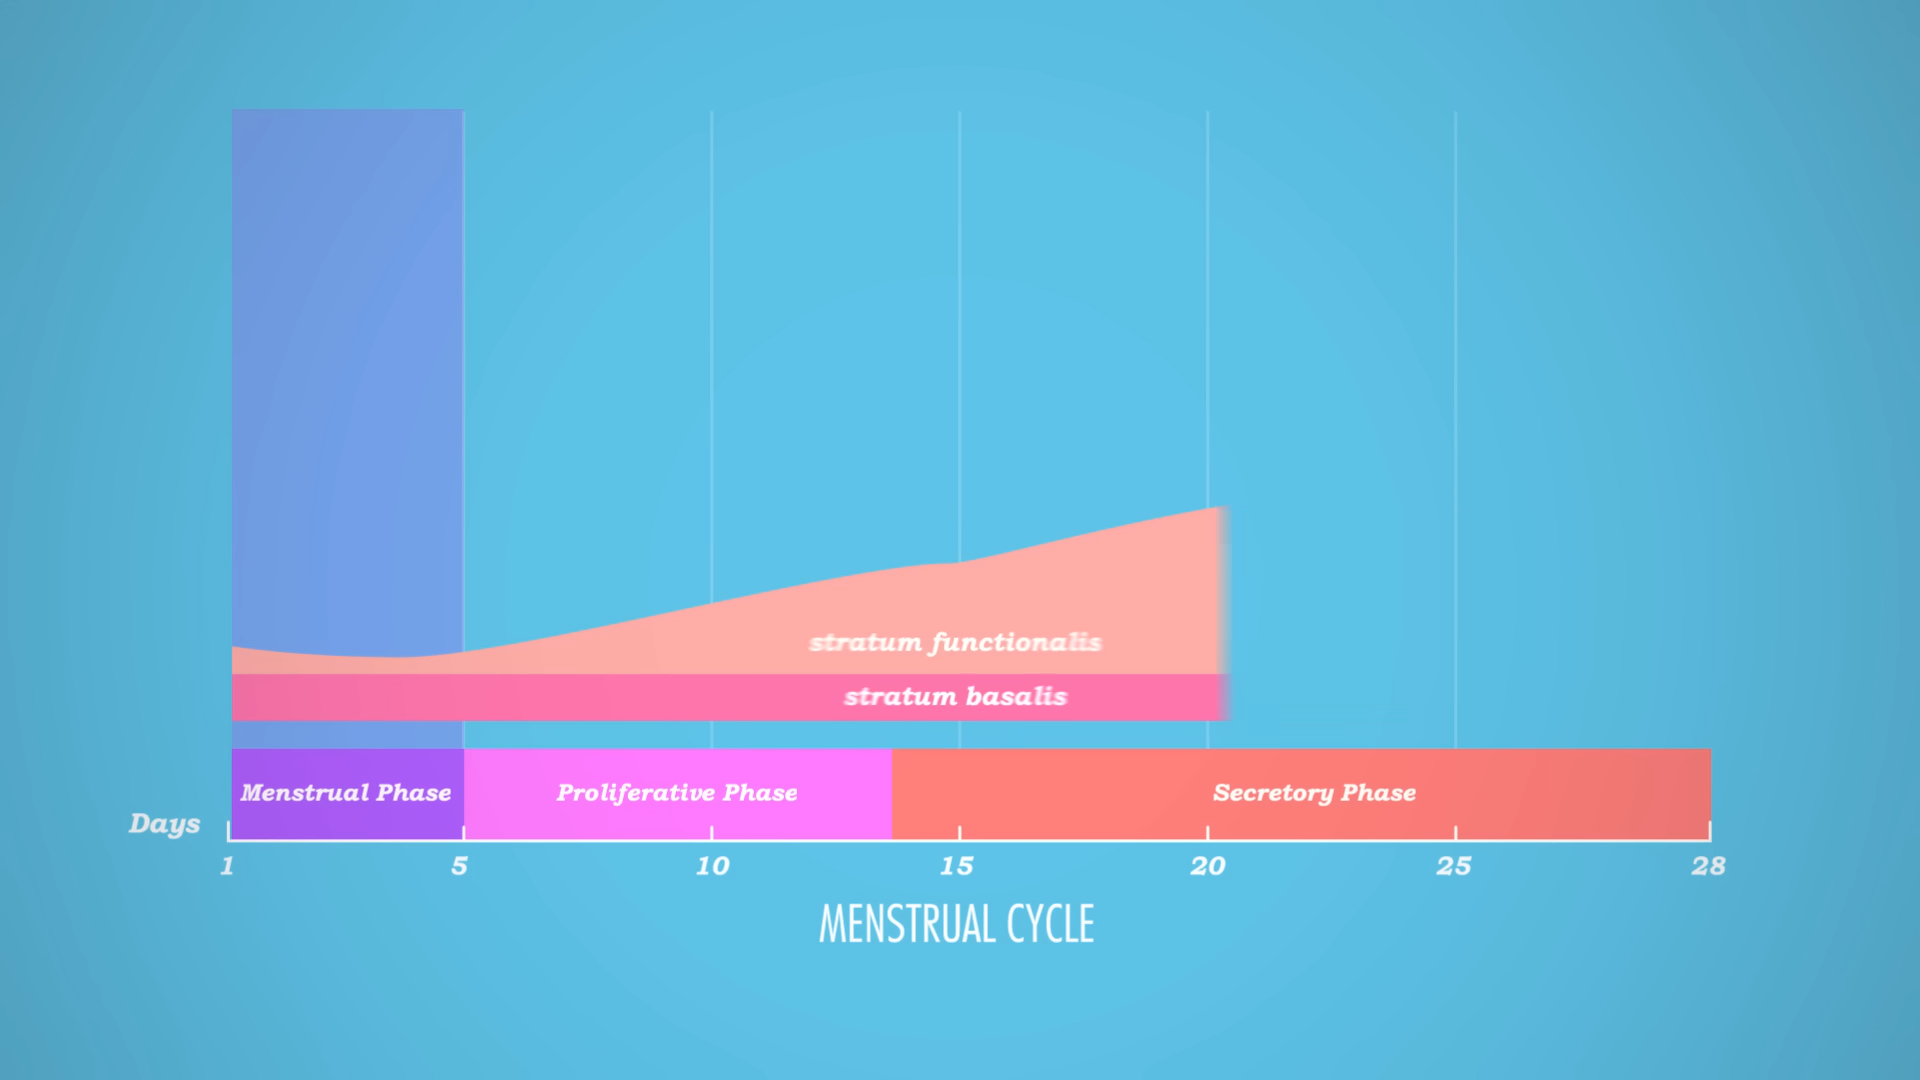 stratum functionalis
stratum basalis
Menstrual Phase Proliferative Phase Secretory Phase
Days
1 5 10 15 20 25 28
MENSTRUAL CYCLE